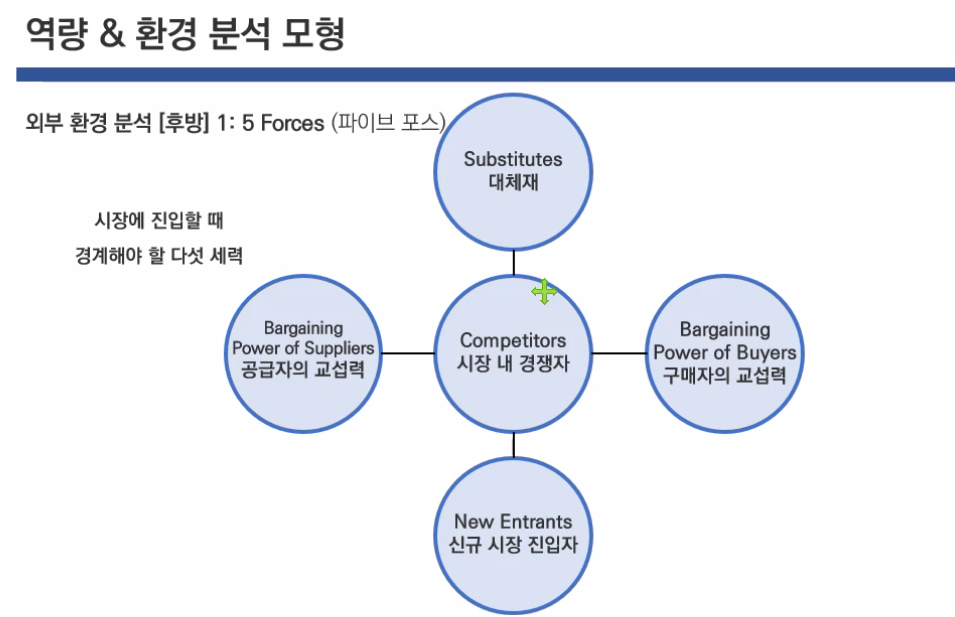 역량 & 환경 분석 모형
외부 환경 분석 [후방] 1: 5 Forces (파이브 포스)
Substitutes
대체재
시장에 진입할 때
경계해야 할 다섯 세력
Bargaining
Power of Suppliers
공급자의 교섭력
Competitors
시장 내 경쟁자
Bargaining
Power of Buyers
구매자의 교섭력
New Entrants
신규 시장 진입자